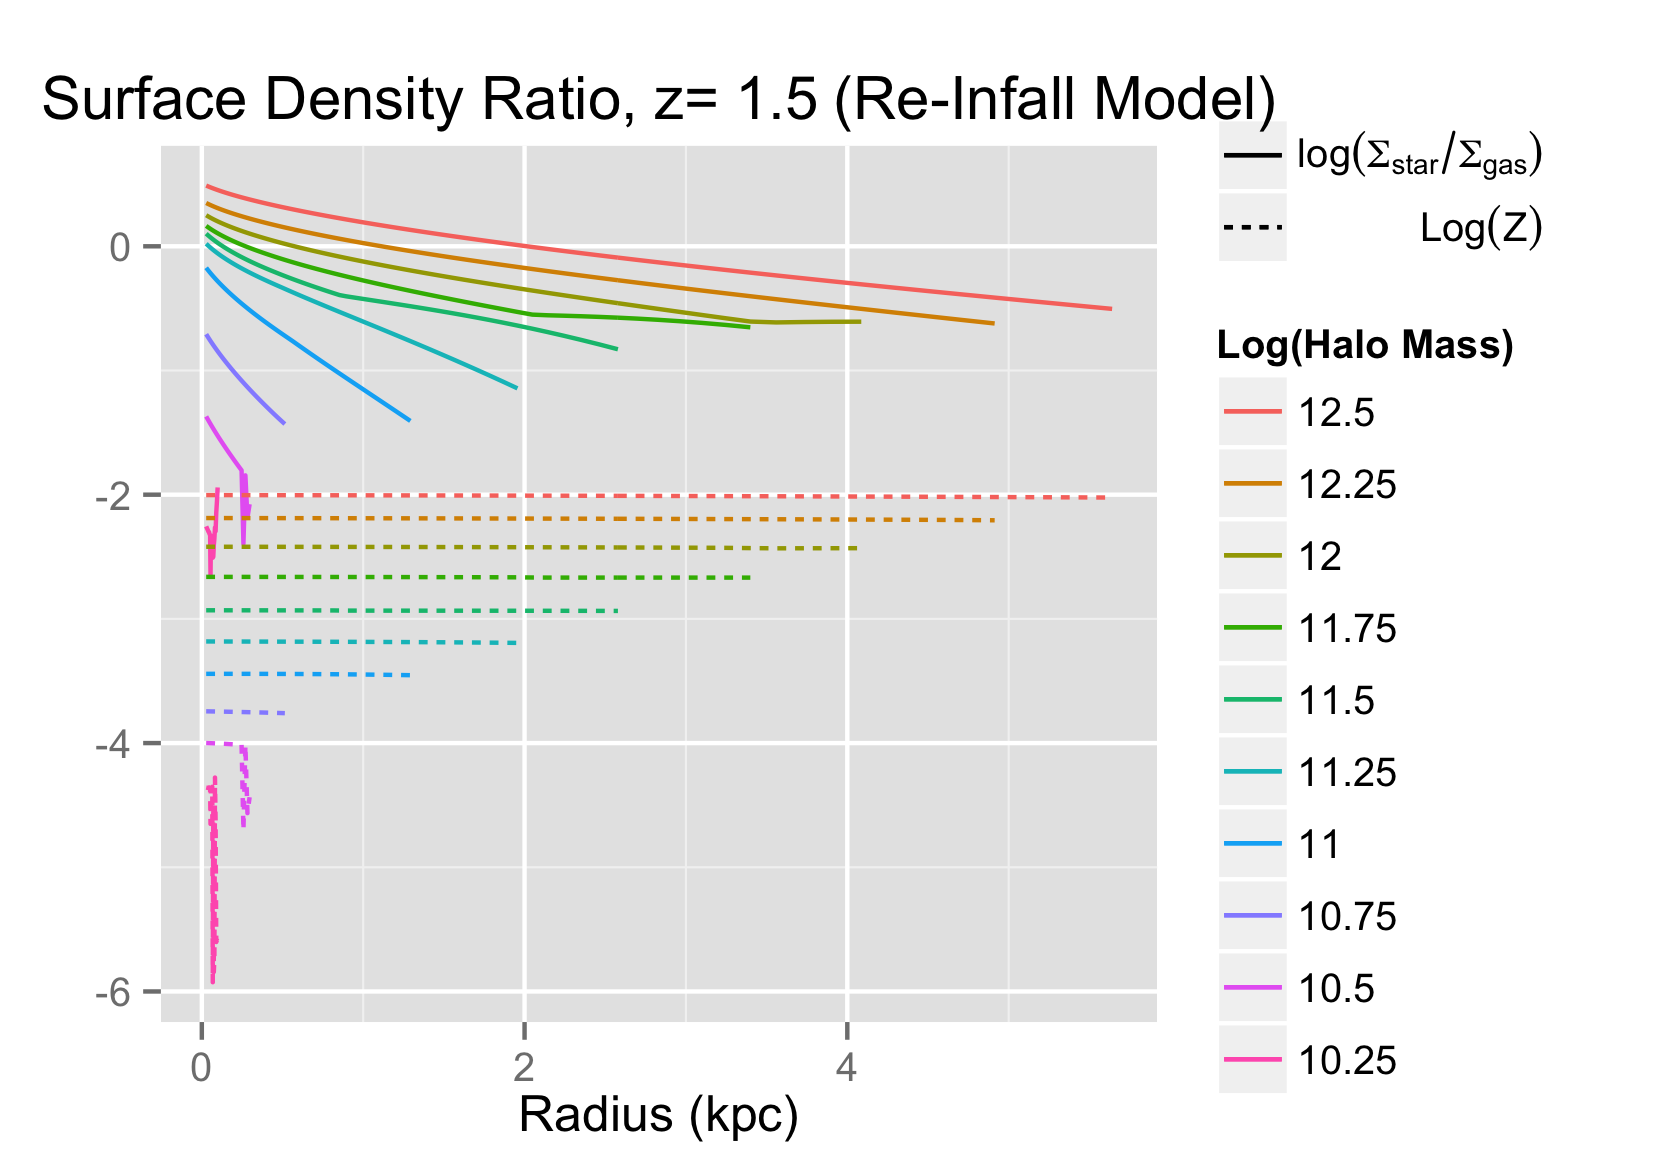 Surface Density Ratio, z= 1.5 (Re-Infall Model)
log(Σstar/Σgas)
Log(Z)
Log(Halo Mass)
12.5
12.25
12
11.75
11.5
11.25
11
10.75
10.5
10.25
0
-2
-4
-6
0 2 4
Radius (kpc)